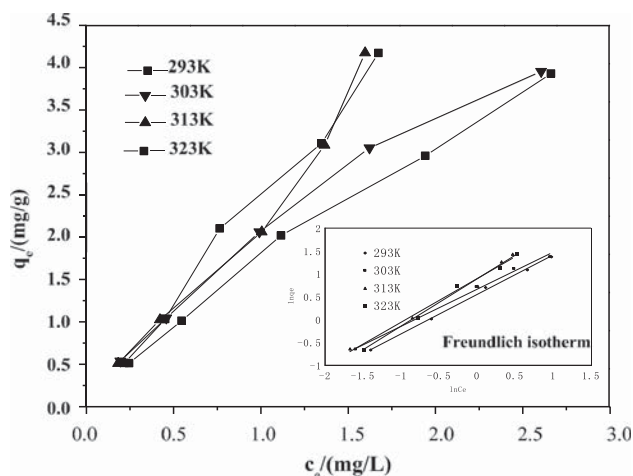 4.5
4.0
3.5
3.0
2.5
2.0
1.5
1.0
0.5
0.0
qe/(mg/g)
293K
303K
313K
323K
0.0 0.5 1.0 1.5 2.0 2.5 3.0
ce/(mg/L)
2
1.5
1
0.5
0
-0.5
-1
lnqe
293K
303K
313K
323K
Freundlich isotherm
-2 -1.5 -1 -0.5 0 0.5 1 1.5
lnCe